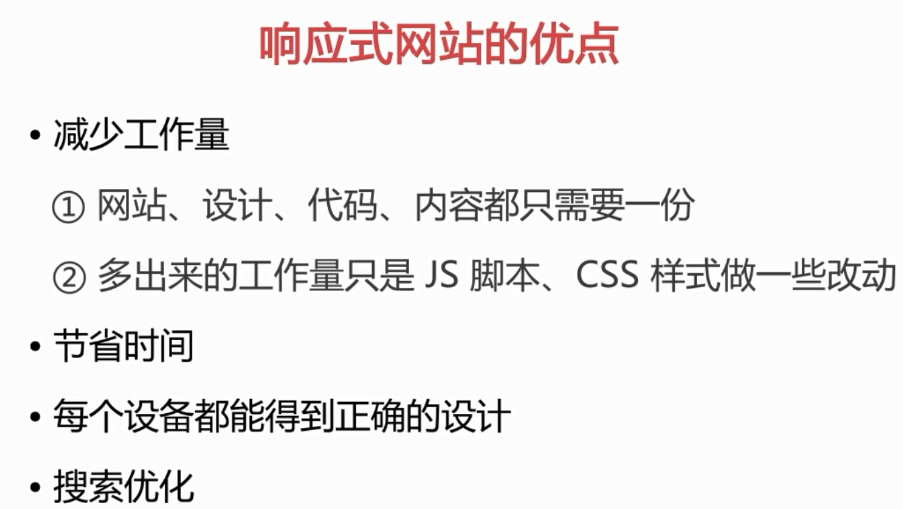 响应式网站的优点
• 减少工作量
① 网站、设计、代码、内容都只需要一份
② 多出来的工作量只是 JS 脚本、CSS 样式做一些改动
• 节省时间
• 每个设备都能得到正确的设计
• 搜索优化